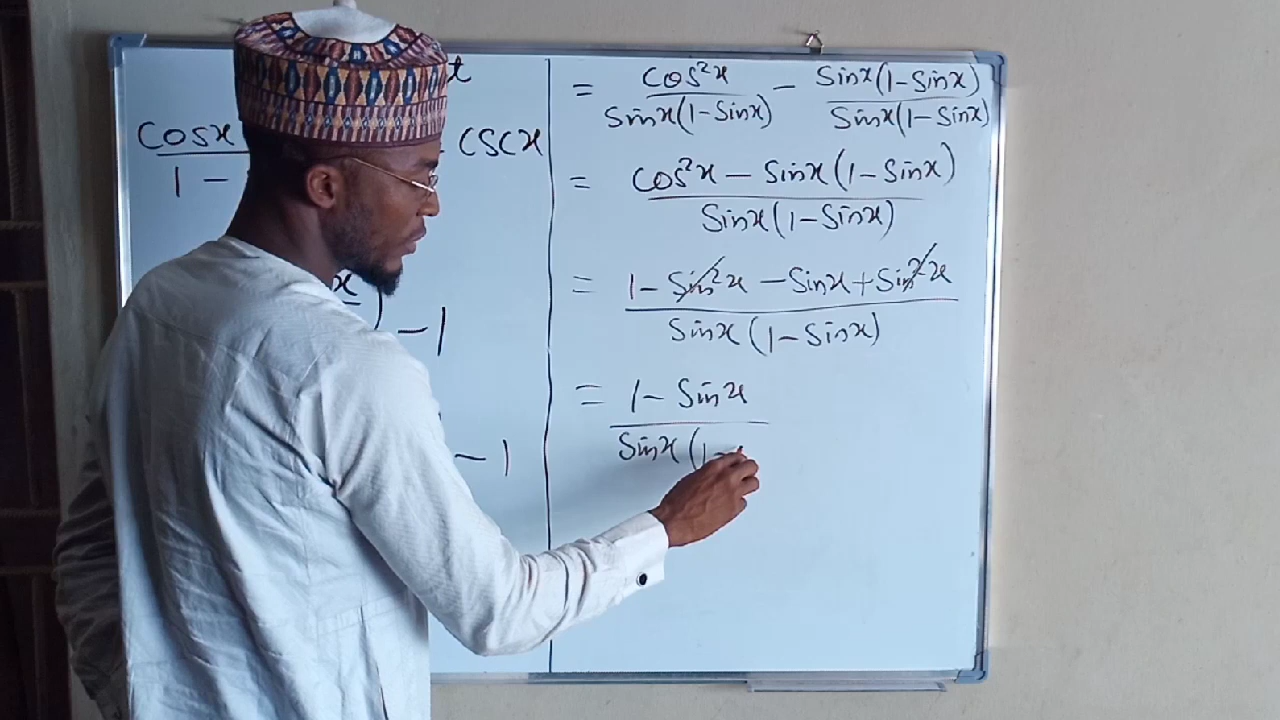 t
Cosx
1 -
CSCx
x
) - 1
- 1
= Cos²x / Sinx(1-Sinx) - Sinx(1-Sinx) / Sinx(1-Sinx)
= Cos²x - Sinx(1-Sinx) / Sinx(1-Sinx)
= 1 - Sin²x - Sinx + Sin²x / Sinx(1-Sinx)
= 1 - Sinx / Sinx(1-